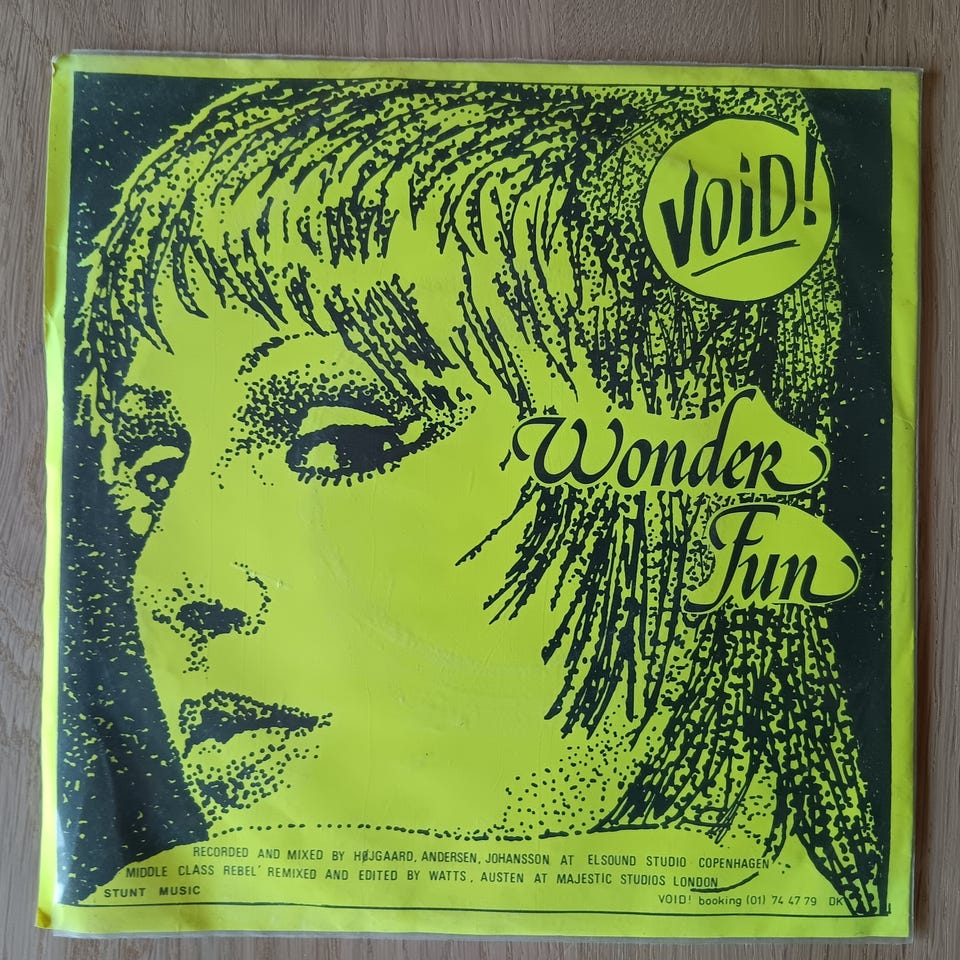 VOID!
Wonder
Fun
RECORDED AND MIXED BY HØJGAARD, ANDERSEN, JOHANSSON AT ELSOUND STUDIO COPENHAGEN
MIDDLE CLASS REBEL' REMIXED AND EDITED BY WATTS, AUSTEN AT MAJESTIC STUDIOS LONDON
STUNT MUSIC
VOID! booking (01) 74 47 79 DK